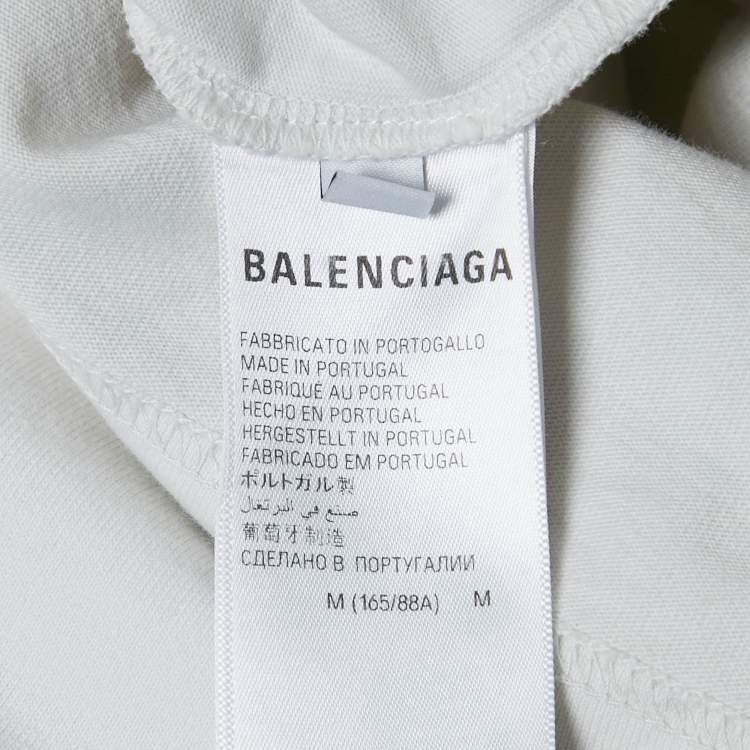 BALENCIAGA
FABBRICATO IN PORTOGALLO
MADE IN PORTUGAL
FABRIQUÉ AU PORTUGAL
HECHO EN PORTUGAL
HERGESTELLT IN PORTUGAL
FABRICADO EM PORTUGAL
ポルトガル製
صنع في البرتغال
葡萄牙制造
СДЕЛАНО В ПОРТУГАЛИИ
M (165/88A) M